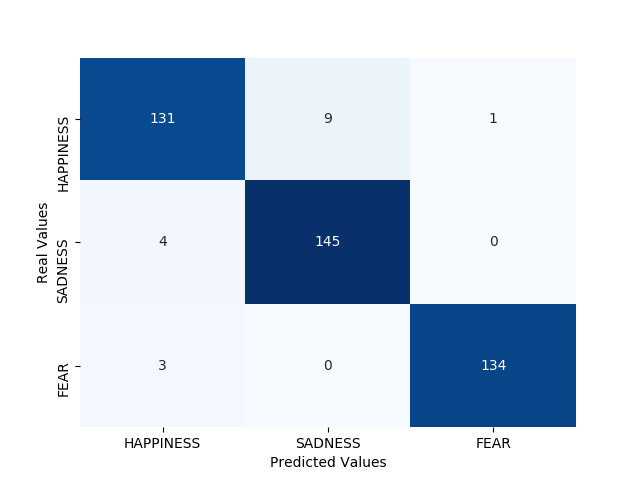 Real Values
HAPPINESS
131 9 1
SADNESS
4 145 0
FEAR
3 0 134
HAPPINESS SADNESS FEAR
Predicted Values